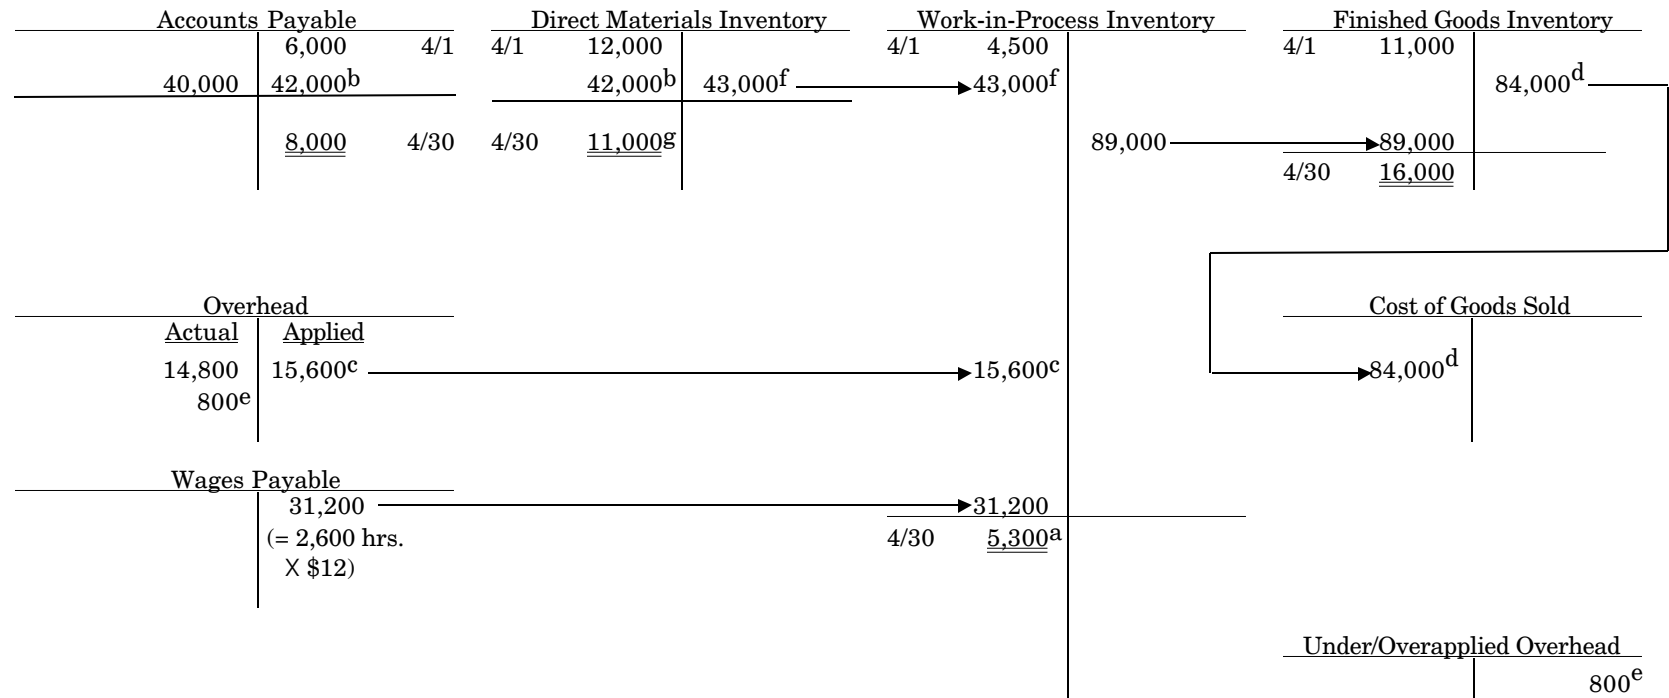 Accounts Payable Direct Materials Inventory Work-in-Process Inventory Finished Goods Inventory
6,000 4/1 4/1 12,000 4/1 4,500 4/1 11,000
40,000 42,000b 42,000b 43,000f 43,000f 84,000d
8,000 4/30 4/30 11,000g 89,000 89,000
4/30 16,000
Overhead Cost of Goods Sold
Actual Applied
14,800 15,600c 15,600c 84,000d
800e
Wages Payable
31,200 31,200
(= 2,600 hrs. 4/30 5,300a
X $12)
Under/Overapplied Overhead
800e